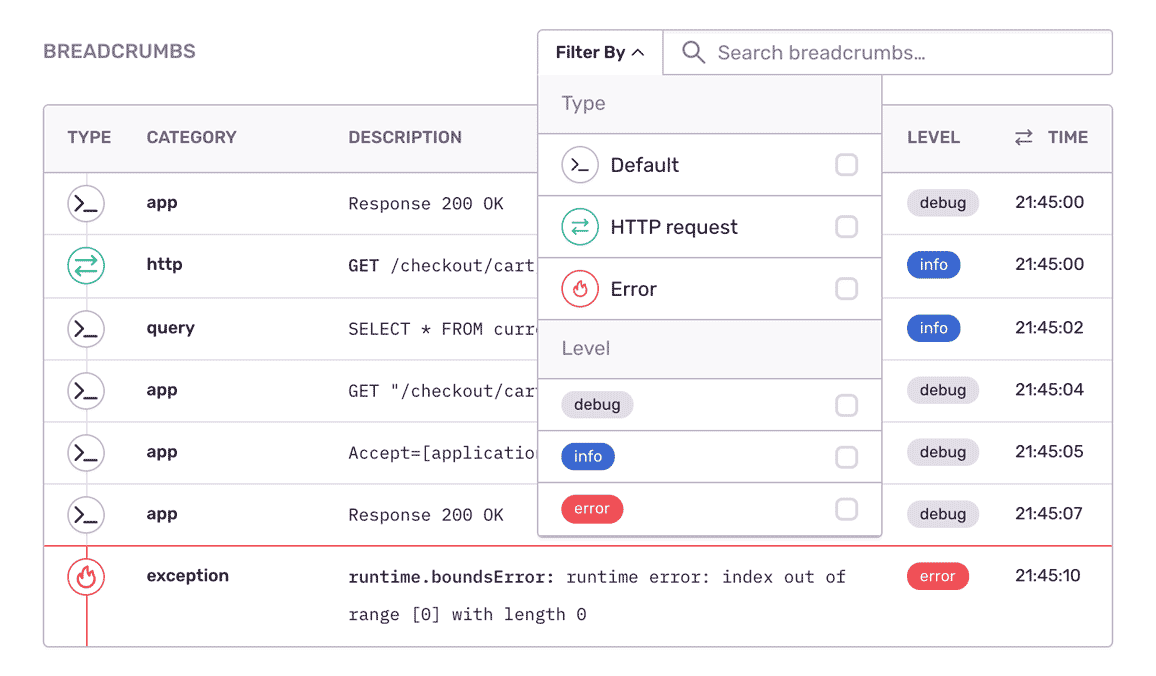 BREADCRUMBS
Filter By
Search breadcrumbs…
TYPE CATEGORY DESCRIPTION LEVEL TIME
app Response 200 OK debug 21:45:00
http GET /checkout/cart info 21:45:00
query SELECT * FROM info 21:45:02
app GET "/checkout/car debug 21:45:04
app Accept=[applicatio debug 21:45:05
app Response 200 OK debug 21:45:07
exception runtime.boundsError: runtime error: index out of error 21:45:10
range [0] with length 0
Type
Default
HTTP request
Error
Level
debug
info
error